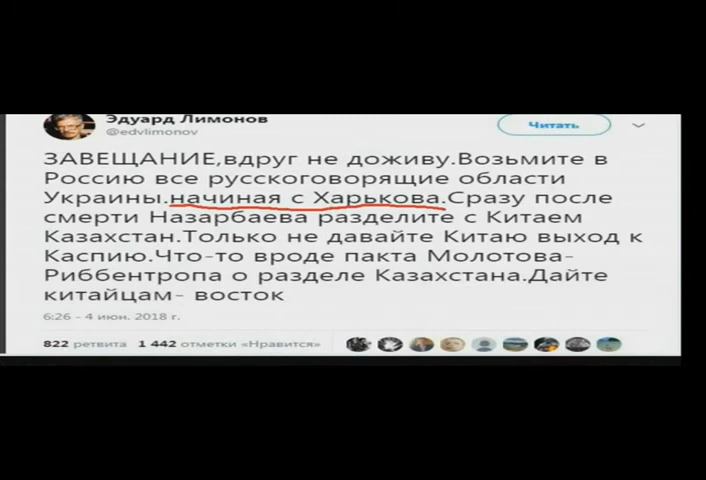 Эдуард Лимонов
@edvlimonov
Читать
ЗАВЕЩАНИЕ,вдруг не доживу.Возьмите в
Россию все русскоговорящие области
Украины.начиная с Харькова.Сразу после
смерти Назарбаева разделите с Китаем
Казахстан.Только не давайте Китаю выход к
Каспию.Что-то вроде пакта Молотова-
Риббентропа о разделе Казахстана.Дайте
китайцам- восток
6:26 - 4 июн. 2018 г.
822 ретвита 1 442 отметки «Нравится»